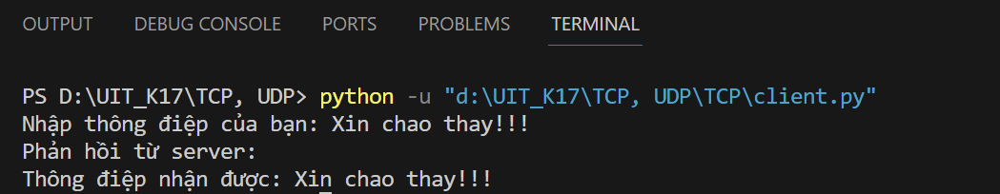 OUTPUT DEBUG CONSOLE PORTS PROBLEMS TERMINAL
PS D:\UIT_K17\TCP, UDP> python -u "d:\UIT_K17\TCP, UDP\TCP\client.py"
Nhập thông điệp của bạn: Xin chao thay!!!
Phản hồi từ server:
Thông điệp nhận được: Xin chao thay!!!